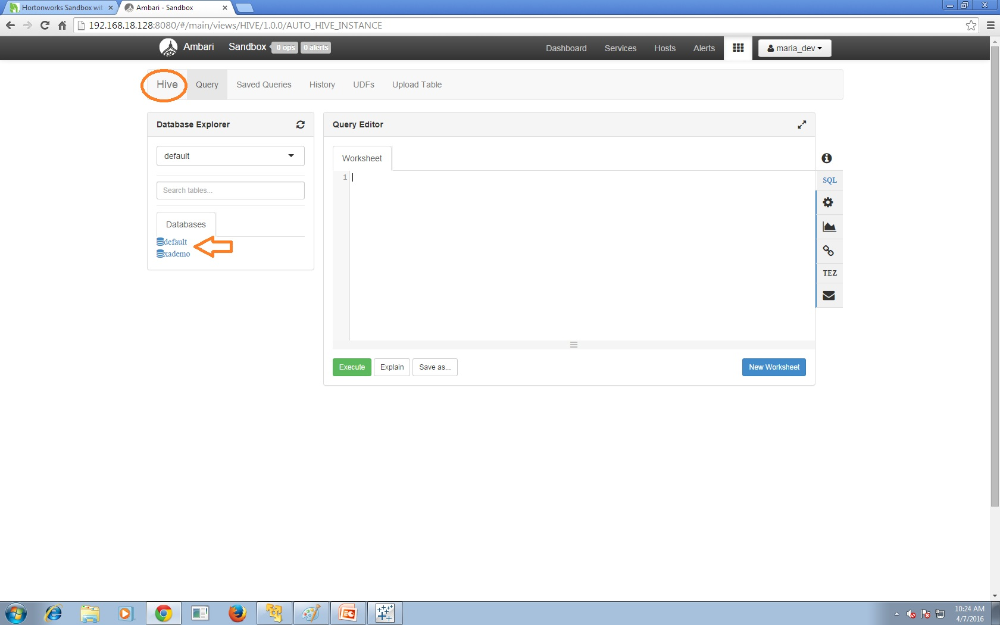 Hortonworks Sandbox wit
Ambari - Sandbox
192.168.18.128:8080/#/main/views/HIVE/1.0.0/AUTO_HIVE_INSTANCE
Ambari Sandbox 0 ops 0 alerts Dashboard Services Hosts Alerts maria_dev
Hive Query Saved Queries History UDFs Upload Table
Database Explorer
default
Search tables...
Databases
default
xademo
Query Editor
Worksheet
1
SQL
TEZ
Execute Explain Save as... New Worksheet
10:24 AM
4/7/2016